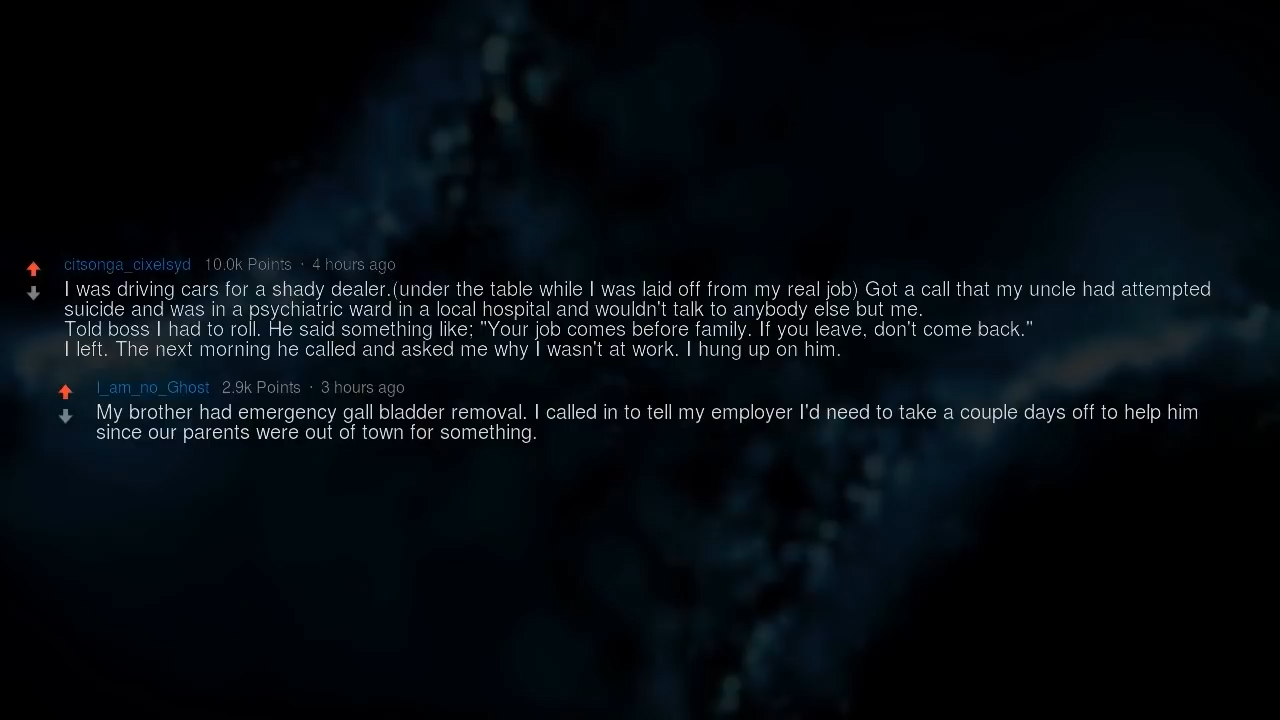 citsonga_cixelsyd 10.0k Points · 4 hours ago
I was driving cars for a shady dealer.(under the table while I was laid off from my real job) Got a call that my uncle had attempted
suicide and was in a psychiatric ward in a local hospital and wouldn't talk to anybody else but me.
Told boss I had to roll. He said something like; "Your job comes before family. If you leave, don't come back."
I left. The next morning he called and asked me why I wasn't at work. I hung up on him.
I_am_no_Ghost 2.9k Points · 3 hours ago
My brother had emergency gall bladder removal. I called in to tell my employer I'd need to take a couple days off to help him
since our parents were out of town for something.